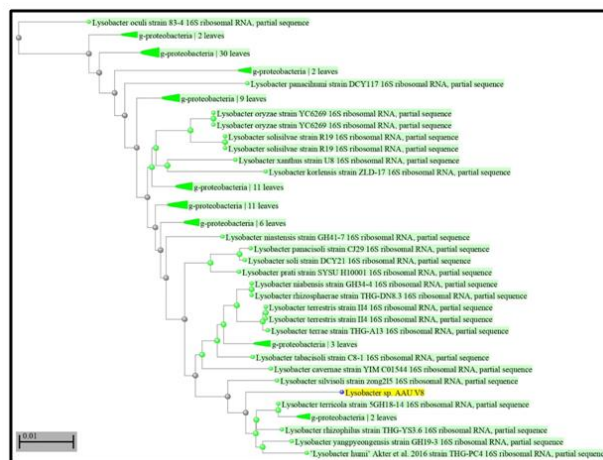 Lysobacter oculi strain 83-4 16S ribosomal RNA, partial sequence
g-proteobacteria | 2 leaves
g-proteobacteria | 30 leaves
g-proteobacteria | 2 leaves
Lysobacter panacihumi strain DCY117 16S ribosomal RNA, partial sequence
g-proteobacteria | 9 leaves
Lysobacter oryzae strain YC6269 16S ribosomal RNA, partial sequence
Lysobacter oryzae strain YC6269 16S ribosomal RNA, partial sequence
Lysobacter solisilvae strain R19 16S ribosomal RNA, partial sequence
Lysobacter solisilvae strain R19 16S ribosomal RNA, partial sequence
Lysobacter xanthus strain U8 16S ribosomal RNA, partial sequence
Lysobacter korlensis strain ZLD-17 16S ribosomal RNA, partial sequence
g-proteobacteria | 11 leaves
g-proteobacteria | 11 leaves
g-proteobacteria | 6 leaves
Lysobacter niastensis strain GH41-7 16S ribosomal RNA, partial sequence
Lysobacter panacisoli strain CJ29 16S ribosomal RNA, partial sequence
Lysobacter soli strain DCY21 16S ribosomal RNA, partial sequence
Lysobacter prati strain SYSU H10001 16S ribosomal RNA, partial sequence
Lysobacter niabensis strain GH34-4 16S ribosomal RNA, partial sequence
Lysobacter rhizosphaerae strain THG-DN8.3 16S ribosomal RNA, partial sequence
Lysobacter terrestris strain II4 16S ribosomal RNA, partial sequence
Lysobacter terrestris strain II4 16S ribosomal RNA, partial sequence
Lysobacter terrae strain THG-A13 16S ribosomal RNA, partial sequence
g-proteobacteria | 3 leaves
Lysobacter tabacisoli strain C8-1 16S ribosomal RNA, partial sequence
Lysobacter cavernae strain YIM C01544 16S ribosomal RNA, partial sequence
Lysobacter silvisoli strain zong2l5 16S ribosomal RNA, partial sequence
Lysobacter sp. AAU V8
Lysobacter terricola strain 5GH18-14 16S ribosomal RNA, partial sequence
g-proteobacteria | 2 leaves
Lysobacter rhizophilus strain THG-YS3.6 16S ribosomal RNA, partial sequence
Lysobacter yangpyeongensis strain GH19-3 16S ribosomal RNA, partial sequence
'Lysobacter humi' Akter et al. 2016 strain THG-PC4 16S ribosomal RNA, partial sequence
0.01